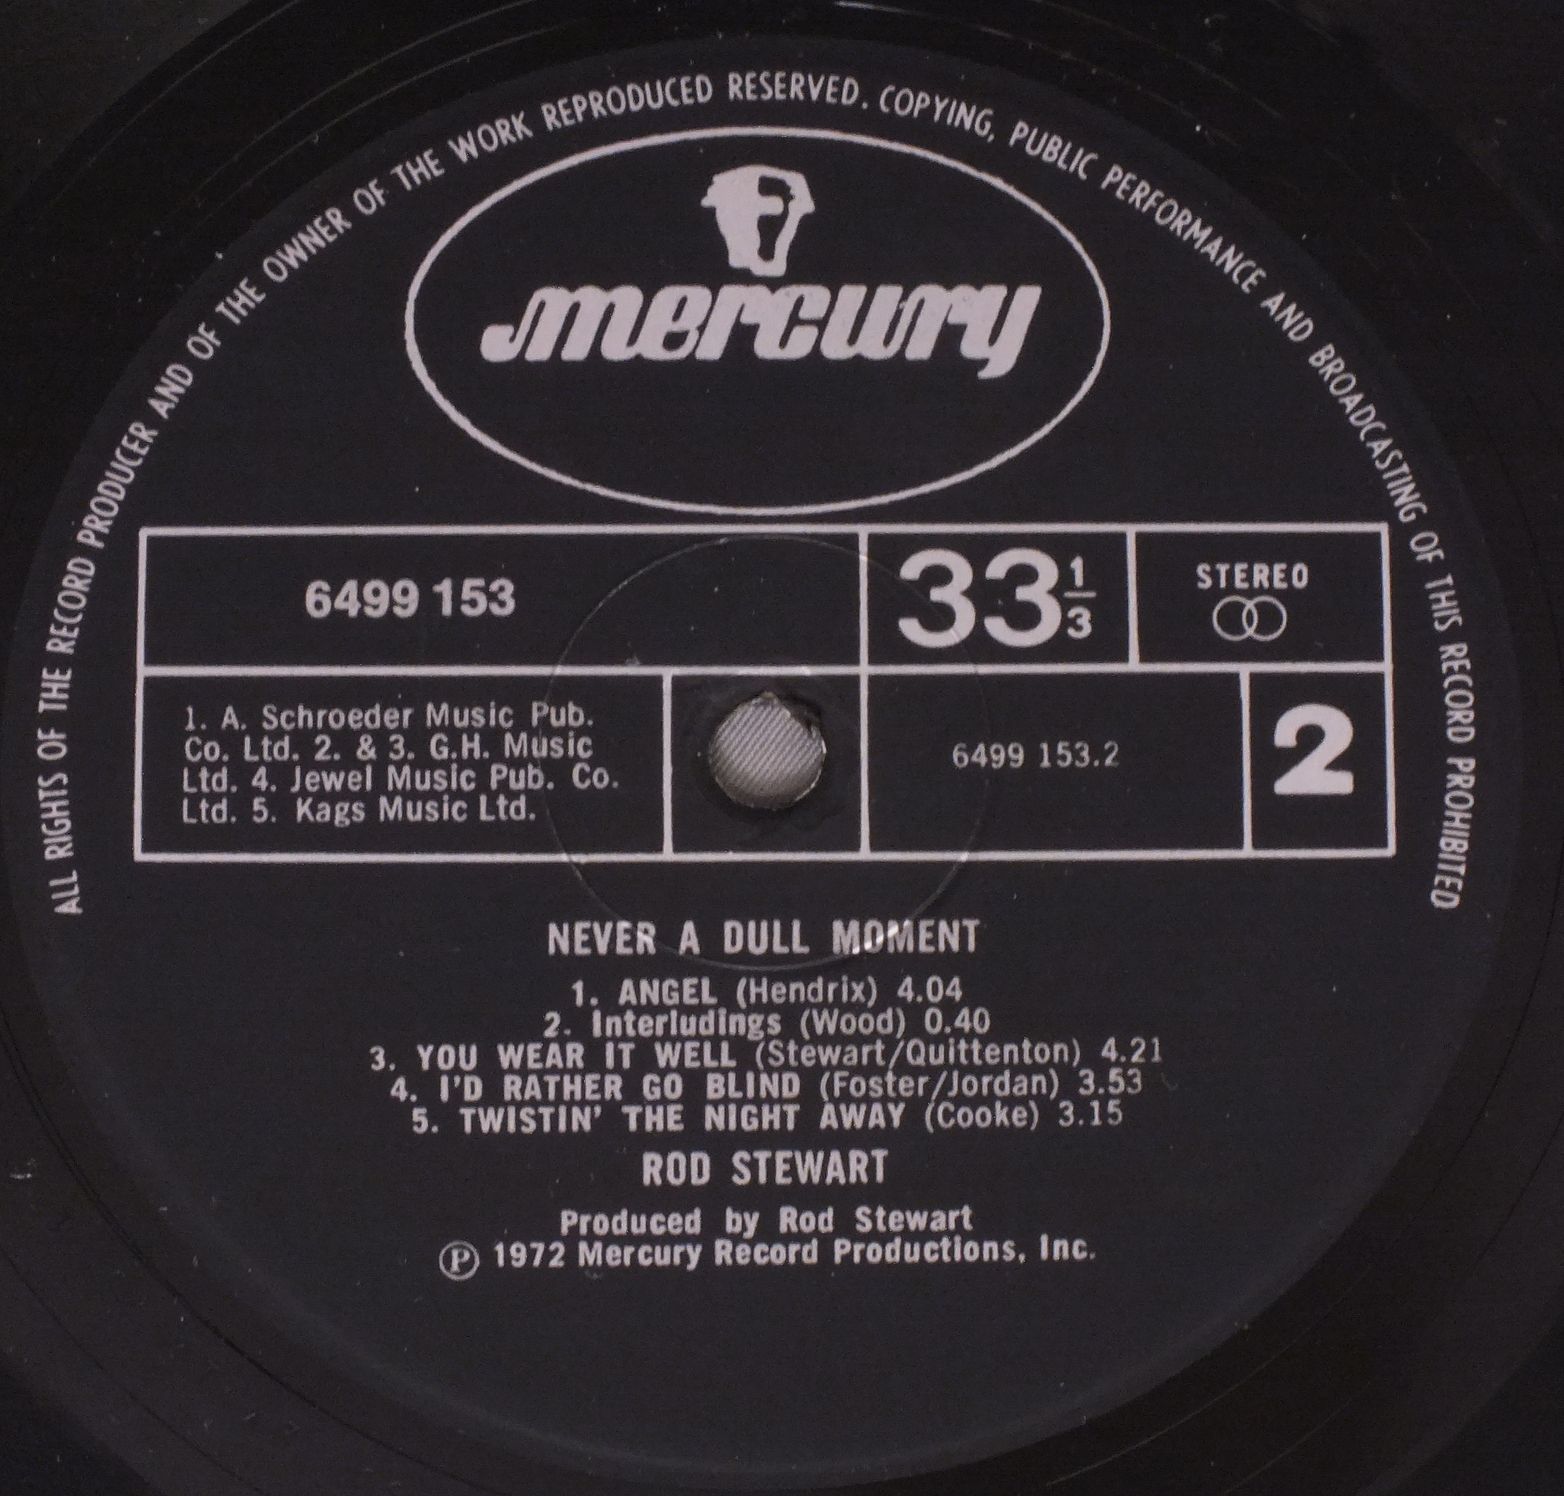 ALL RIGHTS OF THE RECORD PRODUCER AND OF THE OWNER OF THE WORK REPRODUCED RESERVED. COPYING, PUBLIC PERFORMANCE AND BROADCASTING OF THIS RECORD PROHIBITED
mercury
6499 153
33 1/3
STEREO
1. A. Schroeder Music Pub.
Co. Ltd. 2. & 3. G.H. Music
Ltd. 4. Jewel Music Pub. Co.
Ltd. 5. Kags Music Ltd.
6499 153.2
2
NEVER A DULL MOMENT
1. ANGEL (Hendrix) 4.04
2. Interludings (Wood) 0.40
3. YOU WEAR IT WELL (Stewart/Quittenton) 4.21
4. I'D RATHER GO BLIND (Foster/Jordan) 3.53
5. TWISTIN' THE NIGHT AWAY (Cooke) 3.15
ROD STEWART
Produced by Rod Stewart
Ⓟ 1972 Mercury Record Productions, Inc.